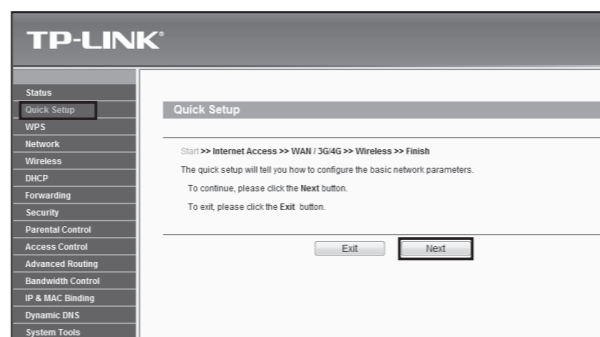 TP-LINK®
Status
Quick Setup
WPS
Network
Wireless
DHCP
Forwarding
Security
Parental Control
Access Control
Advanced Routing
Bandwidth Control
IP & MAC Binding
Dynamic DNS
System Tools
Quick Setup
Start >> Internet Access >> WAN / 3G/4G >> Wireless >> Finish
The quick setup will tell you how to configure the basic network parameters.
To continue, please click the Next button.
To exit, please click the Exit button.
Exit Next